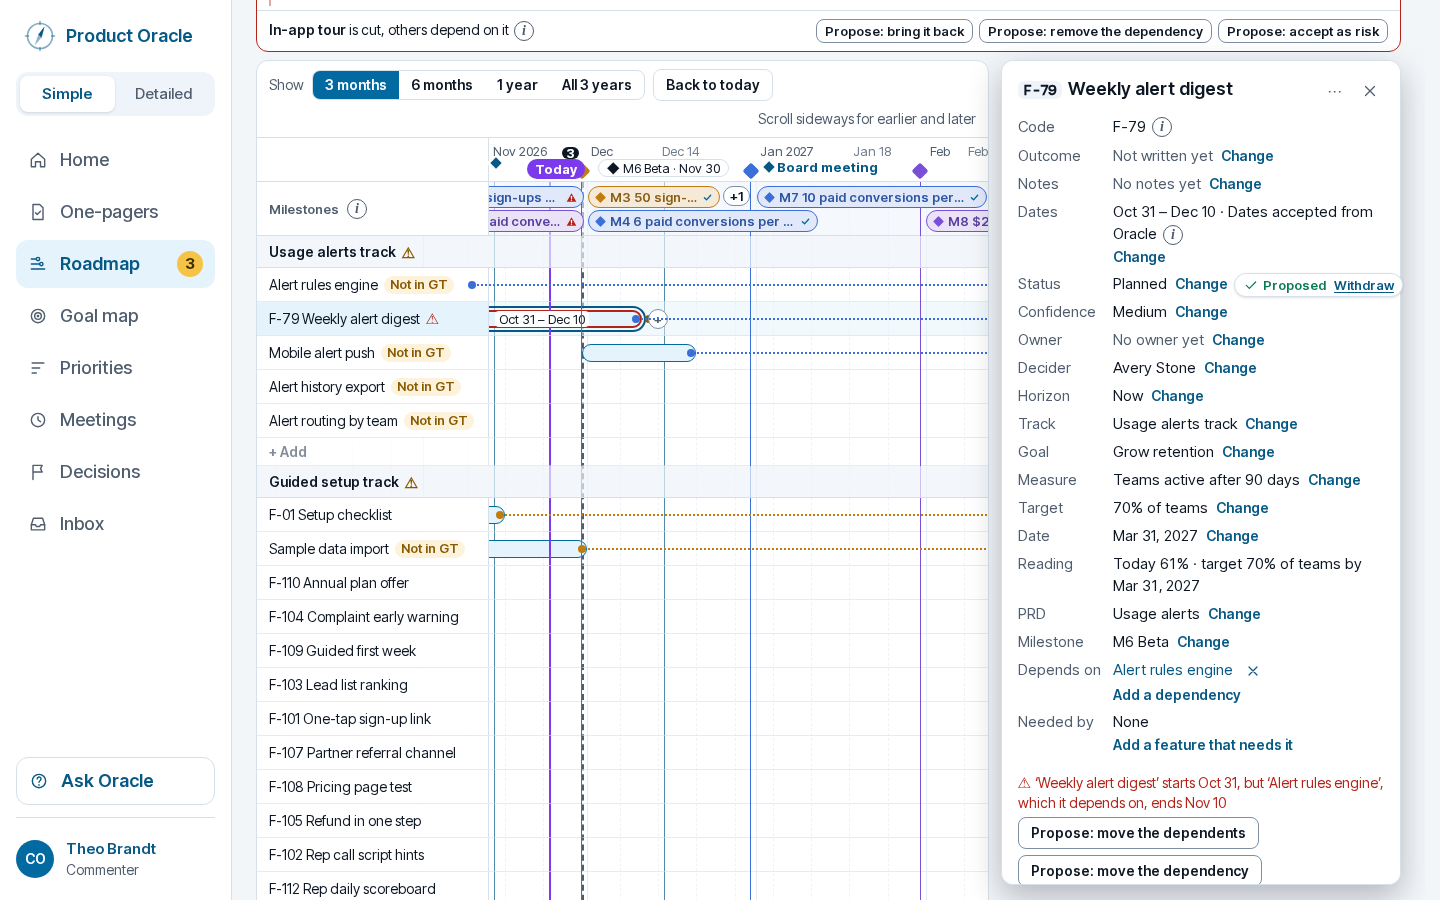 Product Oracle
Simple
Detailed
Home
One-pagers
Roadmap
3
Goal map
Priorities
Meetings
Decisions
Inbox
Ask Oracle
CO
Theo Brandt
Commenter
In-app tour is cut, others depend on it
Propose: bring it back
Propose: remove the dependency
Propose: accept as risk
Show
3 months
6 months
1 year
All 3 years
Back to today
Scroll sideways for earlier and later
Nov 2026
3
Dec
Dec 14
Jan 2027
Jan 18
Feb
Feb
Today
M6 Beta · Nov 30
Board meeting
Milestones
sign-ups ...
M3 50 sign-...
+1
M7 10 paid conversions per...
aid conve...
M4 6 paid conversions per ...
M8 $2
Usage alerts track
Alert rules engine Not in GT
F-79 Weekly alert digest
Oct 31 – Dec 10
Mobile alert push Not in GT
Alert history export Not in GT
Alert routing by team Not in GT
+ Add
Guided setup track
F-01 Setup checklist
Sample data import Not in GT
F-110 Annual plan offer
F-104 Complaint early warning
F-109 Guided first week
F-103 Lead list ranking
F-101 One-tap sign-up link
F-107 Partner referral channel
F-108 Pricing page test
F-105 Refund in one step
F-102 Rep call script hints
F-112 Rep daily scoreboard
F-79 Weekly alert digest
Code F-79
Outcome Not written yet Change
Notes No notes yet Change
Dates Oct 31 – Dec 10 · Dates accepted from
Oracle
Change
Status Planned Change Proposed Withdraw
Confidence Medium Change
Owner No owner yet Change
Decider Avery Stone Change
Horizon Now Change
Track Usage alerts track Change
Goal Grow retention Change
Measure Teams active after 90 days Change
Target 70% of teams Change
Date Mar 31, 2027 Change
Reading Today 61% · target 70% of teams by
Mar 31, 2027
PRD Usage alerts Change
Milestone M6 Beta Change
Depends on Alert rules engine
Add a dependency
Needed by None
Add a feature that needs it
‘Weekly alert digest’ starts Oct 31, but ‘Alert rules engine’,
which it depends on, ends Nov 10
Propose: move the dependents
Propose: move the dependency